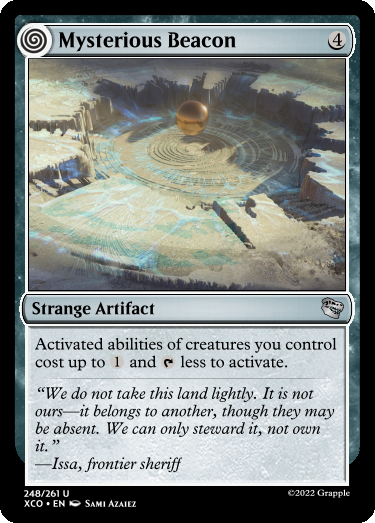 Mysterious Beacon 4
Strange Artifact
Activated abilities of creatures you control
cost up to 1 and less to activate.
“We do not take this land lightly. It is not
ours—it belongs to another, though they may
be absent. We can only steward it, not own
it.”
—Issa, frontier sheriff
248/261 U
XCO • EN Sami Azaiez
©2022 Grapple